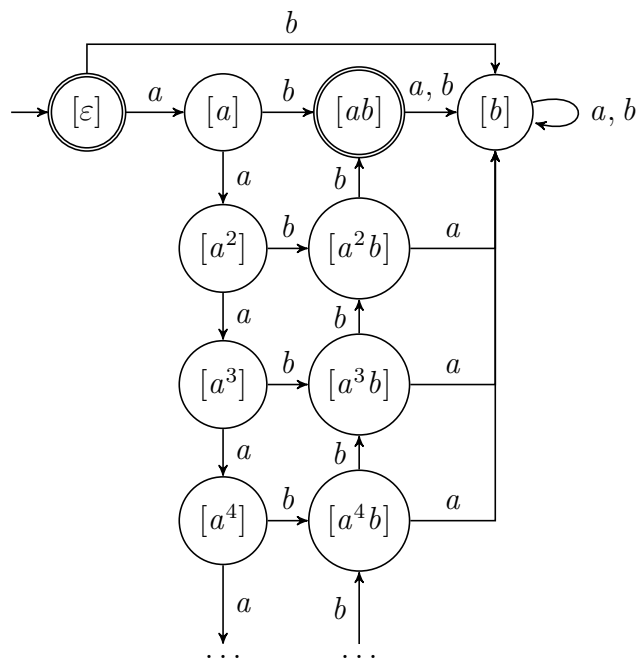 b
[ε] a [a] b [ab] a, b [b] a, b
a b
[a²] b [a²b] a
a b
[a³] b [a³b] a
a b
[a⁴] b [a⁴b] a
a b
... ...